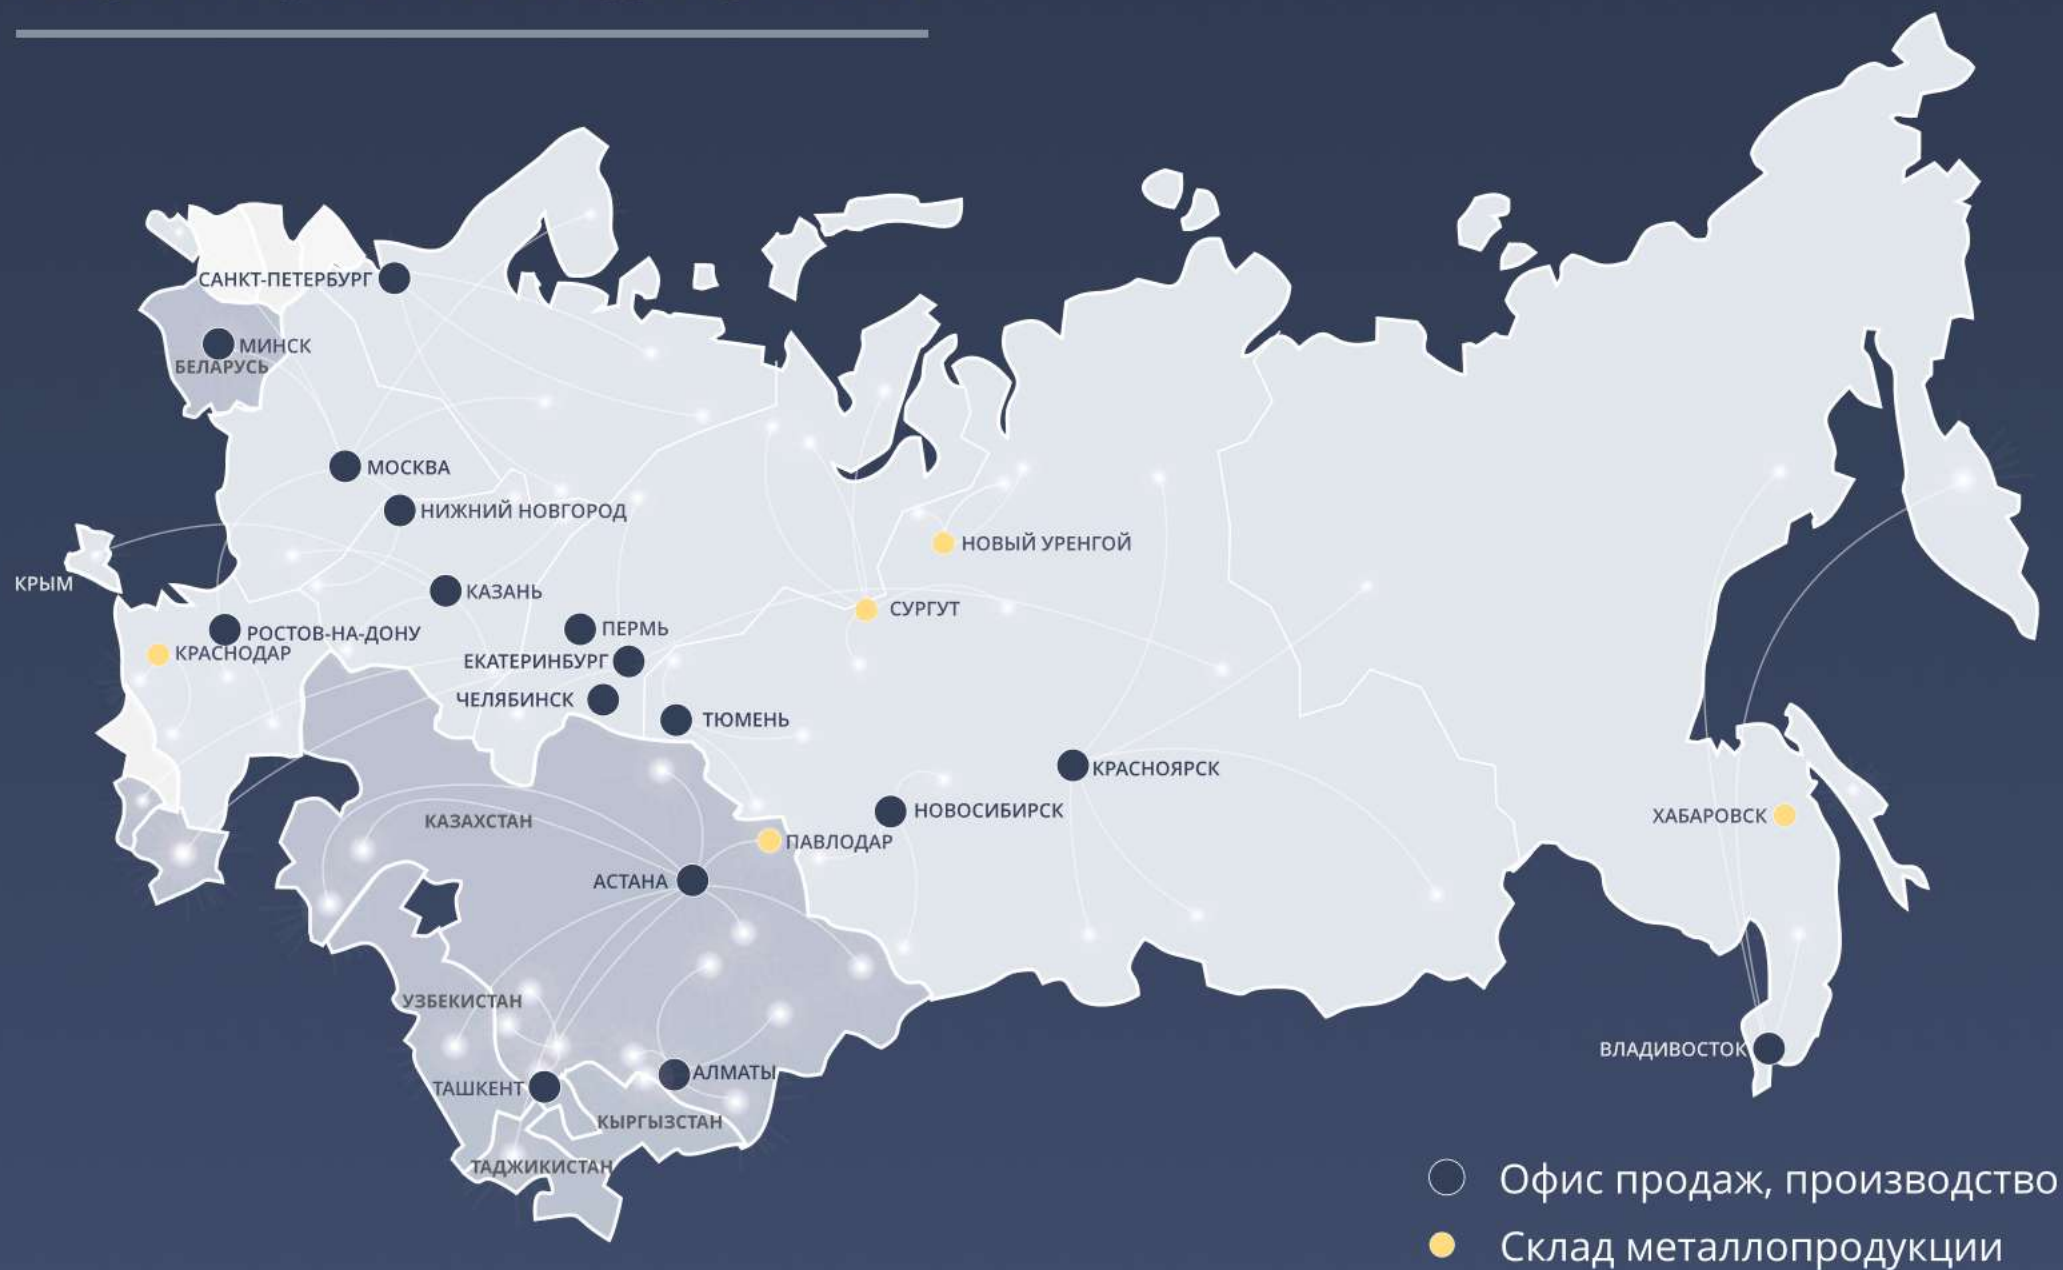 САНКТ-ПЕТЕРБУРГ
МИНСК
БЕЛАРУСЬ
МОСКВА
НИЖНИЙ НОВГОРОД
НОВЫЙ УРЕНГОЙ
КРЫМ
КАЗАНЬ
СУРГУТ
РОСТОВ-НА-ДОНУ
ПЕРМЬ
КРАСНОДАР
ЕКАТЕРИНБУРГ
ЧЕЛЯБИНСК
ТЮМЕНЬ
КРАСНОЯРСК
НОВОСИБИРСК
ХАБАРОВСК
КАЗАХСТАН
ПАВЛОДАР
АСТАНА
УЗБЕКИСТАН
ВЛАДИВОСТОК
АЛМАТЫ
ТАШКЕНТ
КЫРГЫЗСТАН
ТАДЖИКИСТАН
Офис продаж, производство
Склад металлопродукции